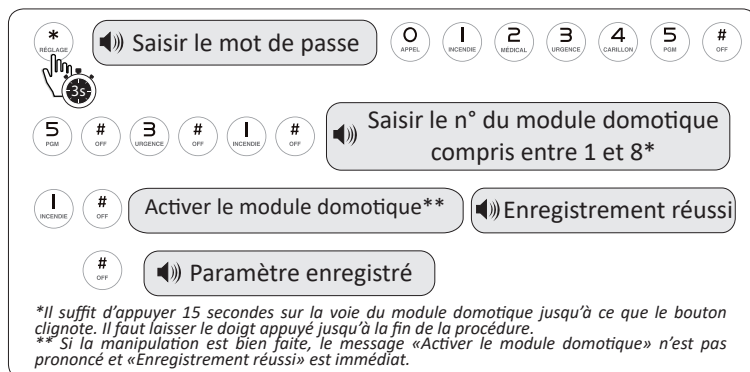 * RÉGLAGE 3s Saisir le mot de passe 0 APPEL 1 INCENDIE 2 MÉDICAL 3 URGENCE 4 CARILLON 5 PGM # OFF
5 PGM # OFF 3 URGENCE # OFF 1 INCENDIE # OFF Saisir le n° du module domotique
compris entre 1 et 8*
1 INCENDIE # OFF Activer le module domotique** Enregistrement réussi
# OFF Paramètre enregistré
*Il suffit d'appuyer 15 secondes sur la voie du module domotique jusqu'à ce que le bouton
clignote. Il faut laisser le doigt appuyé jusqu'à la fin de la procédure.
** Si la manipulation est bien faite, le message «Activer le module domotique» n'est pas
prononcé et «Enregistrement réussi» est immédiat.